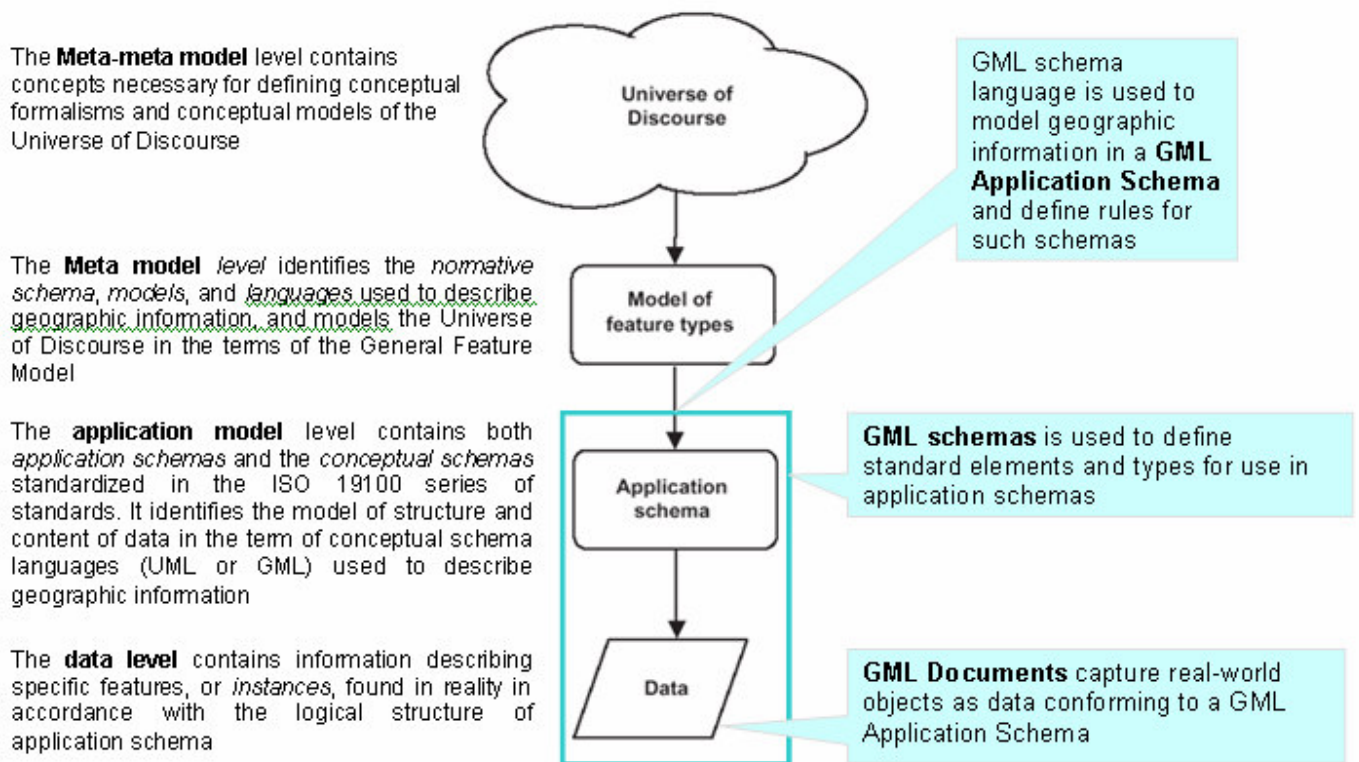 The Meta-meta model level contains
concepts necessary for defining conceptual
formalisms and conceptual models of the
Universe of Discourse
Universe of
Discourse
GML schema
language is used to
model geographic
information in a GML
Application Schema
and define rules for
such schemas
The Meta model level identifies the normative
schema, models, and languages used to describe
geographic information, and models the Universe
of Discourse in the terms of the General Feature
Model
Model of
feature types
The application model level contains both
application schemas and the conceptual schemas
standardized in the ISO 19100 series of
standards. It identifies the model of structure and
content of data in the term of conceptual schema
languages (UML or GML) used to describe
geographic information
Application
schema
GML schemas is used to define
standard elements and types for use in
application schemas
The data level contains information describing
specific features, or instances, found in reality in
accordance with the logical structure of
application schema
Data
GML Documents capture real-world
objects as data conforming to a GML
Application Schema